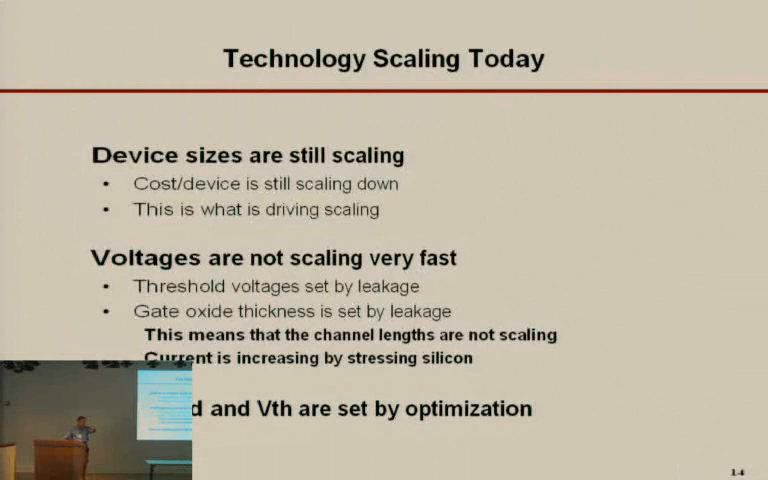 Technology Scaling Today
Device sizes are still scaling
• Cost/device is still scaling down
• This is what is driving scaling
Voltages are not scaling very fast
• Threshold voltages set by leakage
• Gate oxide thickness is set by leakage
This means that the channel lengths are not scaling
Current is increasing by stressing silicon
and Vth are set by optimization
1-4